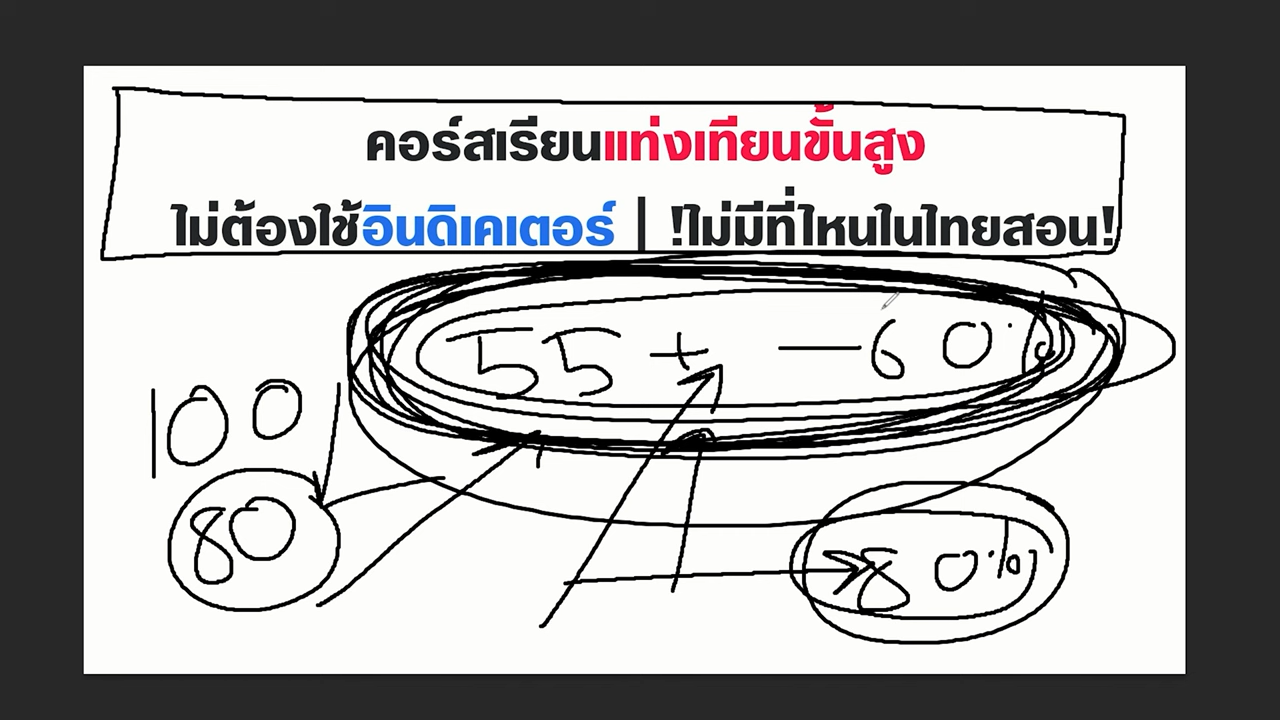 คอร์สเรียนแท่งเทียนขั้นสูง
ไม่ต้องใช้อินดิเคเตอร์ | !ไม่มีที่ไหนในไทยสอน!
55 + — 60%
100
80
80%